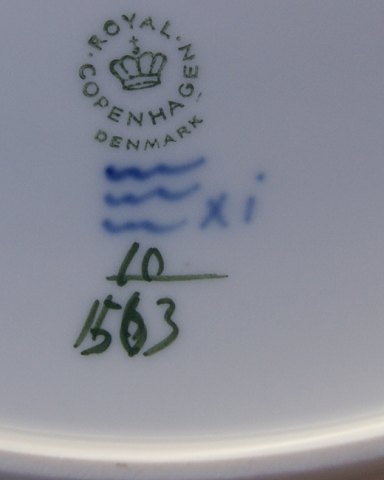 ROYAL COPENHAGEN
DENMARK
xi
10
1563